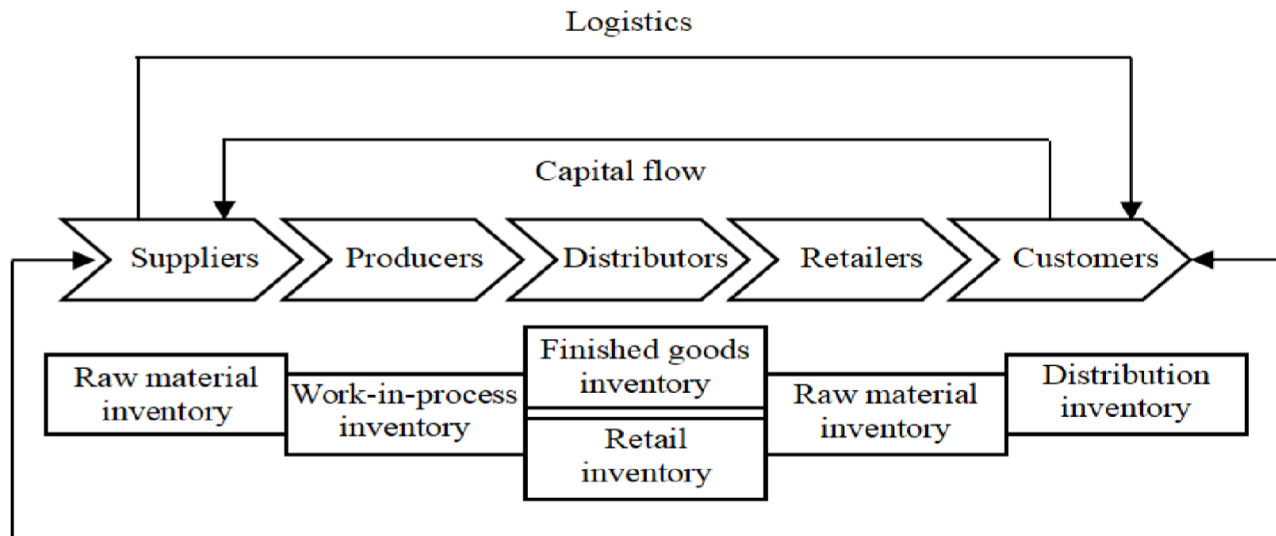 Logistics
Capital flow
Suppliers
Producers
Distributors
Retailers
Customers
Raw material
inventory
Work-in-process
inventory
Finished goods
inventory
Retail
inventory
Raw material
inventory
Distribution
inventory